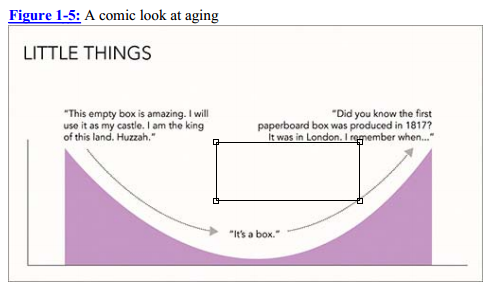 Figure 1-5: A comic look at aging
LITTLE THINGS
"This empty box is amazing. I will
use it as my castle. I am the king
of this land. Huzzah."
"Did you know the first
paperboard box was produced in 1817?
It was in London. I remember when..."
"It's a box."